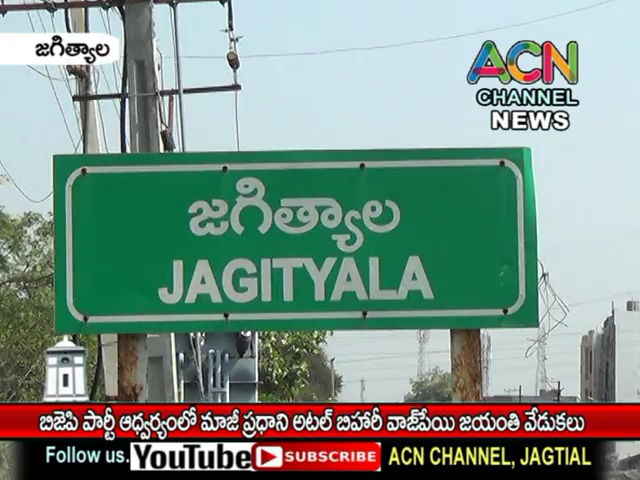 జగిత్యాల
ACN
CHANNEL
NEWS
జగిత్యాల
JAGITYALA
బిజెపి పార్టీ ఆధ్వర్యంలో మాజీ ప్రధాని అటల్ బిహారీ వాజ్‌పేయి జయంతి వేడుకలు
Follow us. YouTube SUBSCRIBE ACN CHANNEL, JAGTIAL